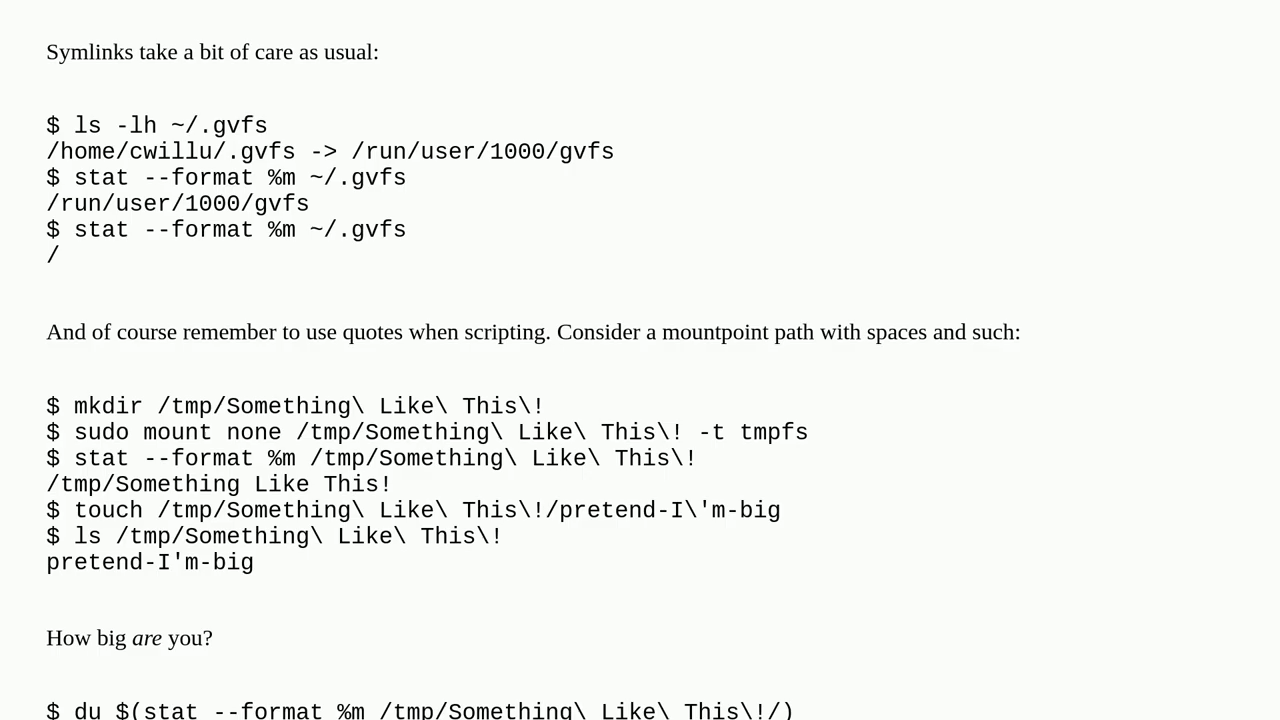 Symlinks take a bit of care as usual:
$ ls -lh ~/.gvfs
/home/cwillu/.gvfs -> /run/user/1000/gvfs
$ stat --format %m ~/.gvfs
/run/user/1000/gvfs
$ stat --format %m ~/.gvfs
/
And of course remember to use quotes when scripting. Consider a mountpoint path with spaces and such:
$ mkdir /tmp/Something\ Like\ This\!
$ sudo mount none /tmp/Something\ Like\ This\! -t tmpfs
$ stat --format %m /tmp/Something\ Like\ This\!
/tmp/Something Like This!
$ touch /tmp/Something\ Like\ This\!/pretend-I\'m-big
$ ls /tmp/Something\ Like\ This\!
pretend-I'm-big
How big are you?
$ du $(stat --format %m /tmp/Something\ Like\ This\!/)